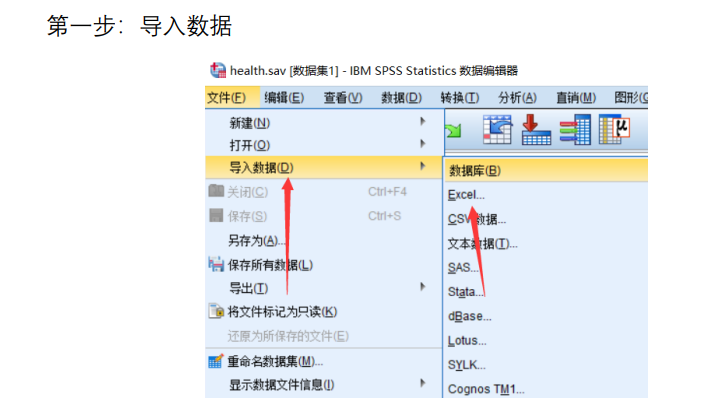 第一步：导入数据
health.sav [数据集1] - IBM SPSS Statistics 数据编辑器
文件(F) 编辑(E) 查看(V) 数据(D) 转换(T) 分析(A) 直销(M) 图形(G
新建(N)
打开(O)
导入数据(D)
关闭(C) Ctrl+F4
保存(S) Ctrl+S
另存为(A)...
保存所有数据(L)
导出(T)
将文件标记为只读(K)
还原为所保存的文件(E)
重命名数据集(M)...
显示数据文件信息(I)
数据库(B)
Excel...
CSV 数据...
文本数据(T)...
SAS...
Stata...
dBase...
Lotus...
SYLK...
Cognos TM1...